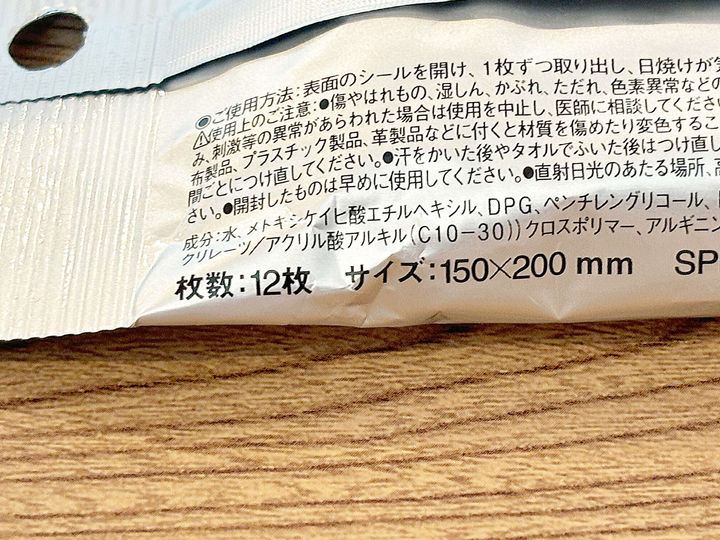 ◉ご使用方法:表面のシールを開け、1枚ずつ取り出し、日焼けが気
⚠使用上のご注意:●傷やはれもの、湿しん、かぶれ、ただれ、色素異常などの
み、刺激等の異常があらわれた場合は使用を中止し、医師に相談してくださ
布製品、プラスチック製品、革製品などに付くと材質を傷めたり変色するこ
間ごとにつけ直してください。●汗をかいた後やタオルでふいた後はつけ直し
さい。●開封したものは早めに使用してください。●直射日光のあたる場所、高
成分:水、メトキシケイヒ酸エチルヘキシル、DPG、ペンチレングリコール、
クリレーツ/アクリル酸アルキル(C10-30))クロスポリマー、アルギニン
枚数:12枚 サイズ:150×200 mm SP